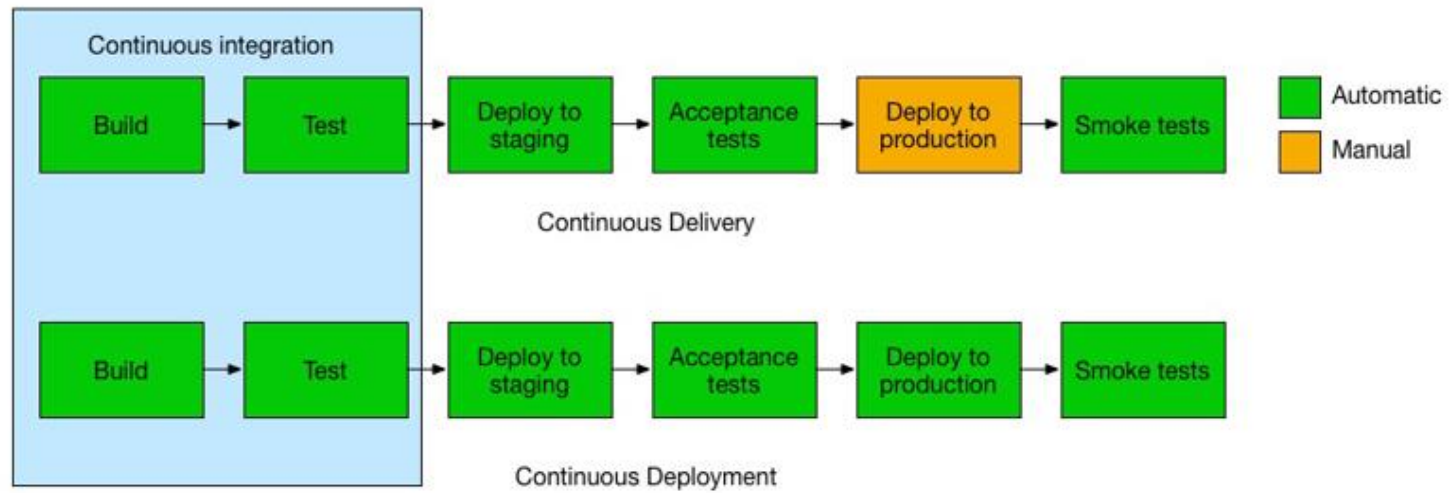 Continuous integration
Build
Test
Deploy to
staging
Acceptance
tests
Deploy to
production
Smoke tests
Automatic
Manual
Continuous Delivery
Build
Test
Deploy to
staging
Acceptance
tests
Deploy to
production
Smoke tests
Continuous Deployment